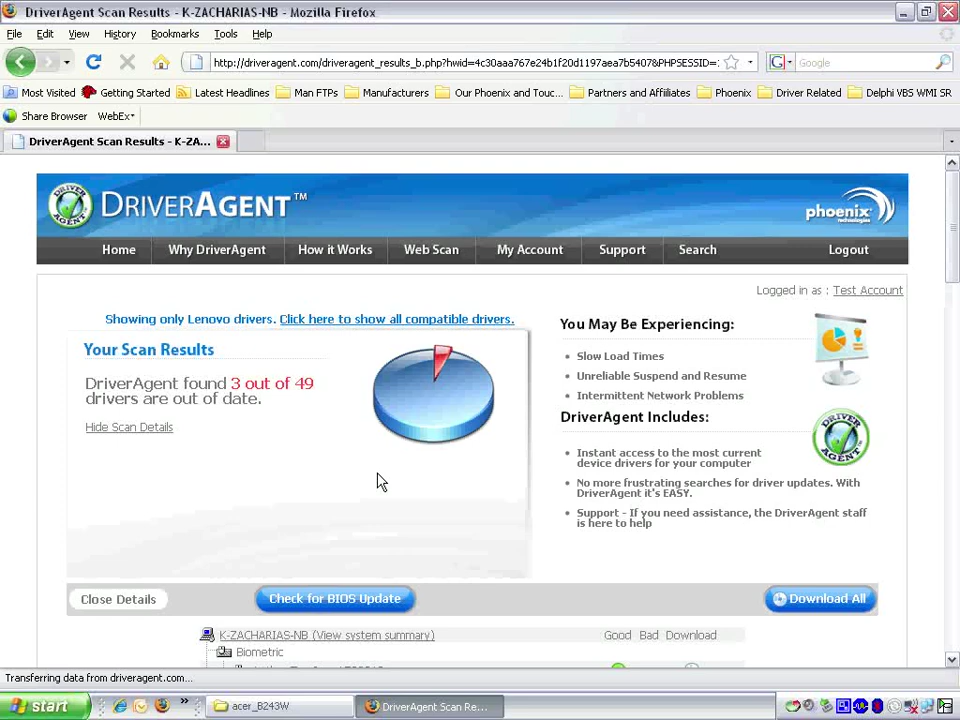 DriverAgent Scan Results - K-ZACHARIAS-NB - Mozilla Firefox
File Edit View History Bookmarks Tools Help
http://driveragent.com/driveragent_results_b.php?hwid=4c30aaa767e24b1f20d1197aea7b5407&PHPSESSID=: Google
Most Visited Getting Started Latest Headlines Man FTPs Manufacturers Our Phoenix and Touc... Partners and Affiliates Phoenix Driver Related Delphi VBS WMI SR
Share Browser WebEx
DriverAgent Scan Results - K-ZA...
DRIVERAGENT™ phoenix technologies
Home Why DriverAgent How it Works Web Scan My Account Support Search Logout
Logged in as : Test Account
Showing only Lenovo drivers. Click here to show all compatible drivers.
Your Scan Results
DriverAgent found 3 out of 49
drivers are out of date.
Hide Scan Details
You May Be Experiencing:
Slow Load Times
Unreliable Suspend and Resume
Intermittent Network Problems
DriverAgent Includes:
Instant access to the most current
device drivers for your computer
No more frustrating searches for driver updates. With
DriverAgent it's EASY.
Support - If you need assistance, the DriverAgent staff
is here to help
Close Details Check for BIOS Update Download All
K-ZACHARIAS-NB (View system summary) Good Bad Download
Biometric
Transferring data from driveragent.com...
start acer_B243W DriverAgent Scan Re...